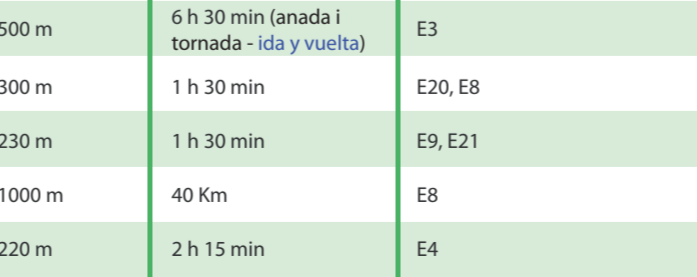 500 m 6 h 30 min (anada i
tornada - ida y vuelta) E3
300 m 1 h 30 min E20, E8
230 m 1 h 30 min E9, E21
1000 m 40 Km E8
220 m 2 h 15 min E4